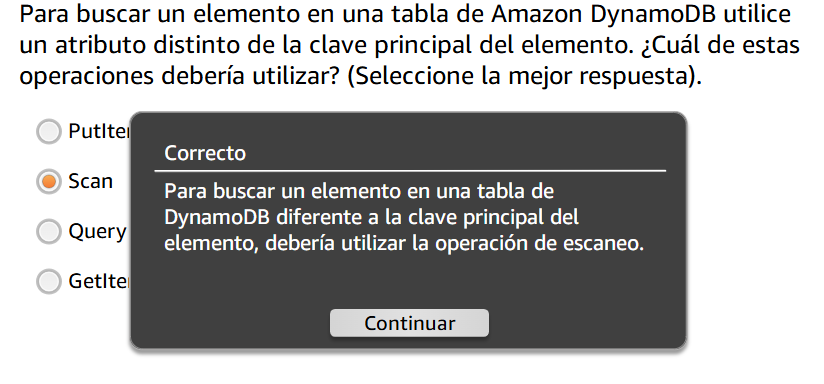 Para buscar un elemento en una tabla de Amazon DynamoDB utilice
un atributo distinto de la clave principal del elemento. ¿Cuál de estas
operaciones debería utilizar? (Seleccione la mejor respuesta).
Scan
Query
Correcto
Para buscar un elemento en una tabla de
DynamoDB diferente a la clave principal del
elemento, debería utilizar la operación de escaneo.
Continuar